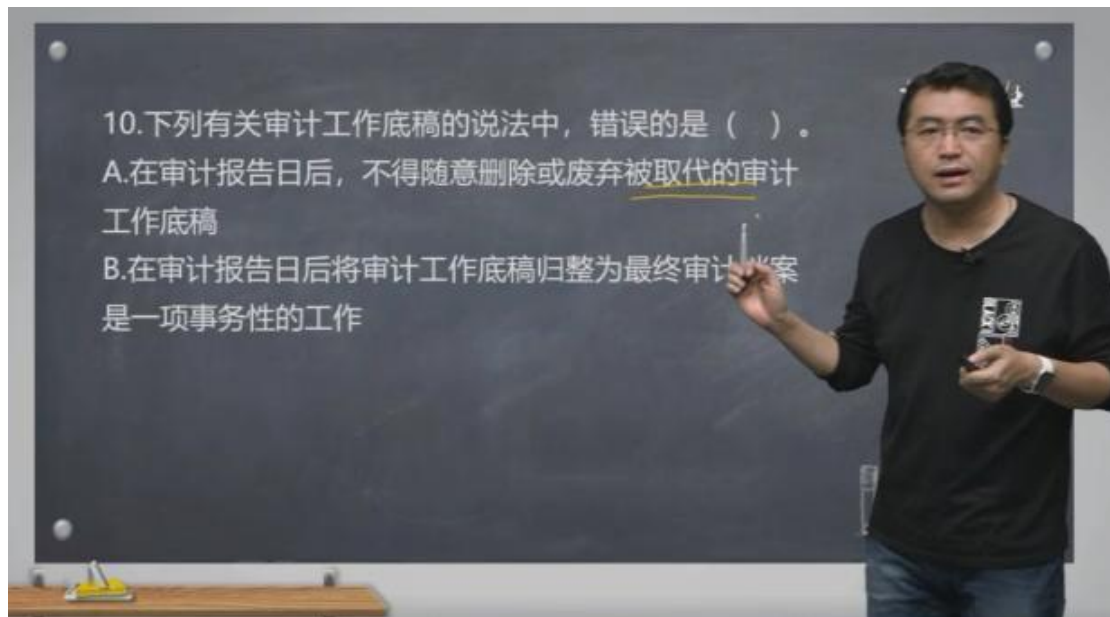 10.下列有关审计工作底稿的说法中，错误的是（ ）。
A.在审计报告日后，不得随意删除或废弃被取代的审计
工作底稿
B.在审计报告日后将审计工作底稿归整为最终审计档案
是一项事务性的工作